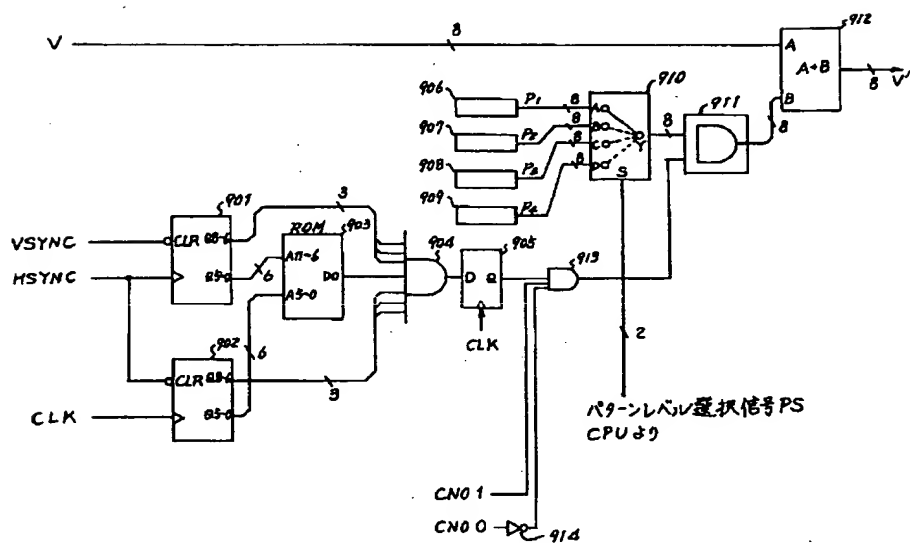 V
8
912
A
A+B
B
8
V'
8
906
P1
8
910
A
907
P2
8
B
Y
8
911
908
P3
8
C
909
P4
8
D
S
901
3
VSYNC
CLR
Q8-6
ROM
903
HSYNC
Q5-0
6
A11-6
D0
A5-0
904
905
D
Q
913
CLK
902
6
CLR
Q8-6
3
Q5-0
CLK
2
パターンレベル選択信号PS
CPUより
CNO 1
CNO 0
914